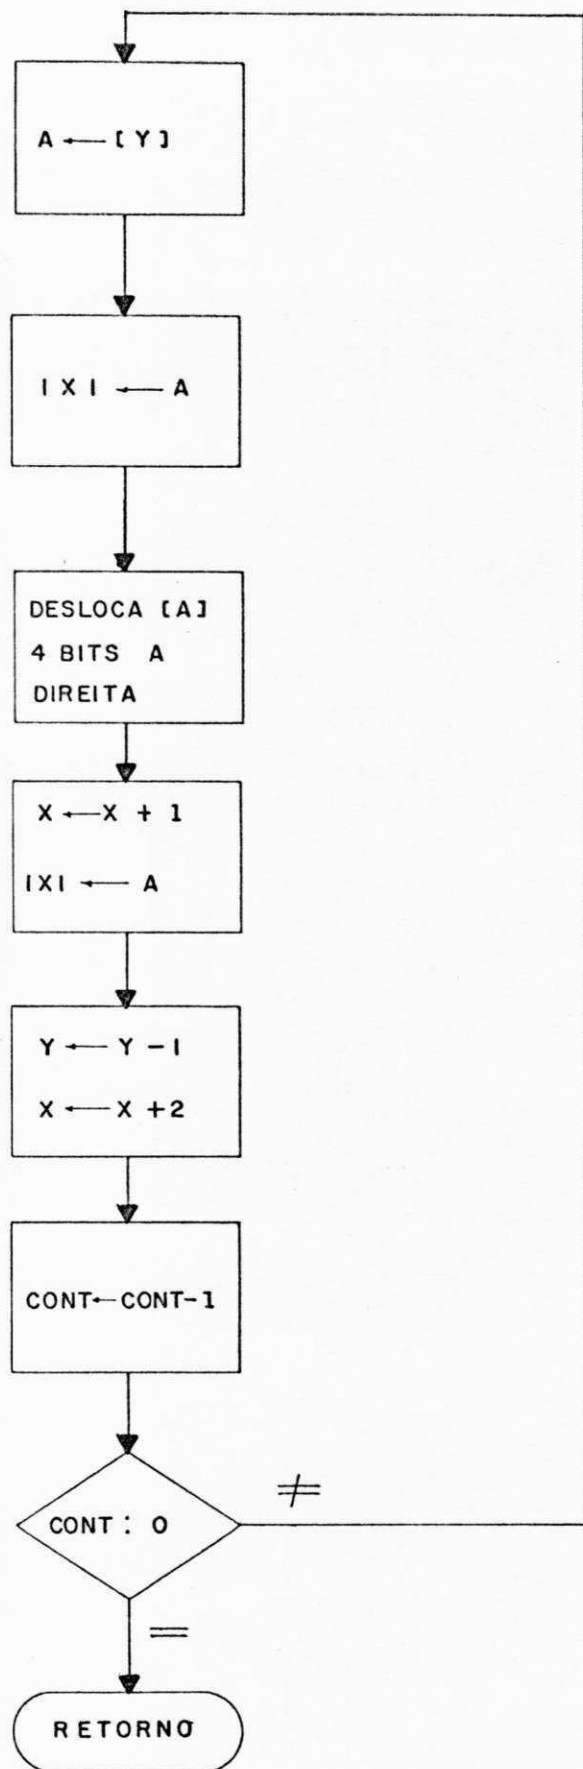 A ← [Y]
|X| ← A
DESLOCA [A]
4 BITS A
DIREITA
X ← X + 1
|X| ← A
Y ← Y - 1
X ← X + 2
CONT ← CONT-1
CONT : 0
≠
=
RETORNO